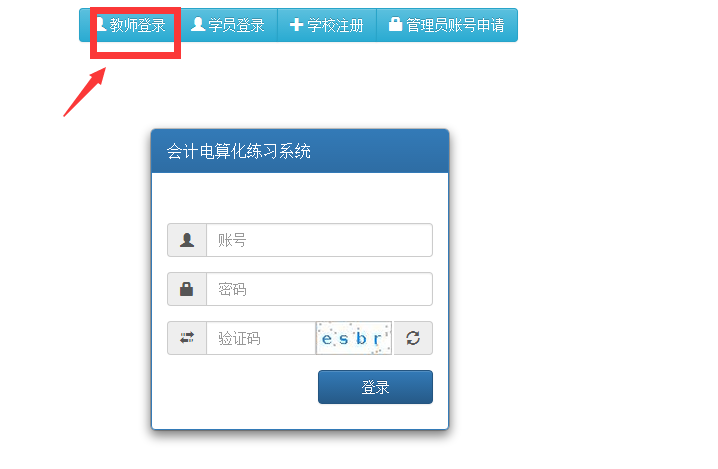 教师登录 学员登录 学校注册 管理员账号申请
会计电算化练习系统
账号
密码
验证码 esbr
登录